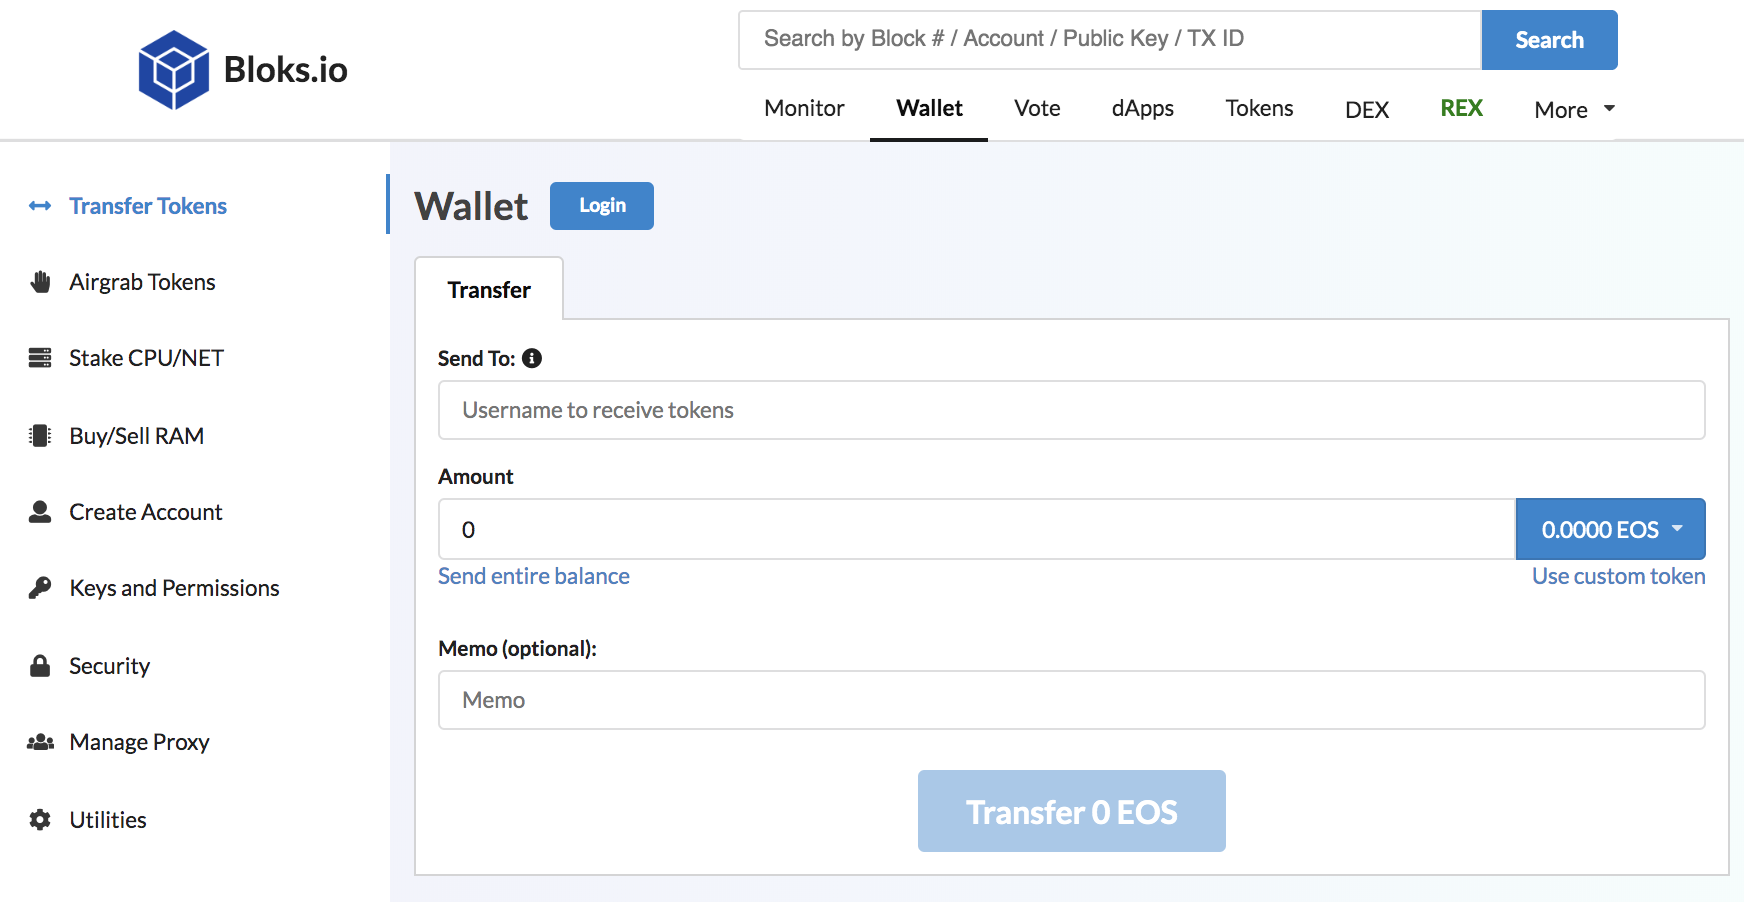 Bloks.io
Search by Block # / Account / Public Key / TX ID
Search
Monitor
Wallet
Vote
dApps
Tokens
DEX
REX
More
Transfer Tokens
Airgrab Tokens
Stake CPU/NET
Buy/Sell RAM
Create Account
Keys and Permissions
Security
Manage Proxy
Utilities
Wallet
Login
Transfer
Send To:
Username to receive tokens
Amount
0
0.0000 EOS
Send entire balance
Use custom token
Memo (optional):
Memo
Transfer 0 EOS